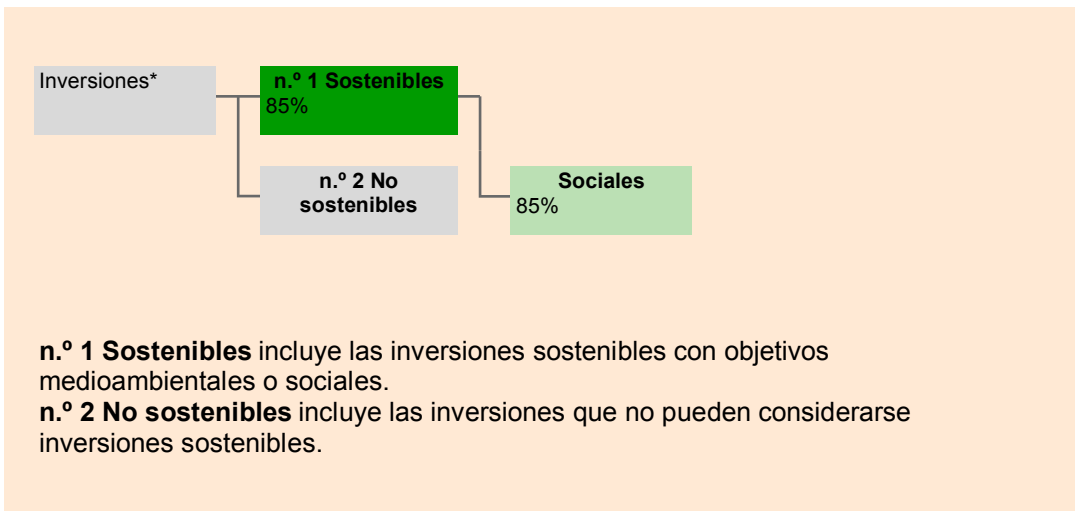 Inversiones*
n.º 1 Sostenibles
85%
n.º 2 No
sostenibles
Sociales
85%
n.º 1 Sostenibles incluye las inversiones sostenibles con objetivos
medioambientales o sociales.
n.º 2 No sostenibles incluye las inversiones que no pueden considerarse
inversiones sostenibles.